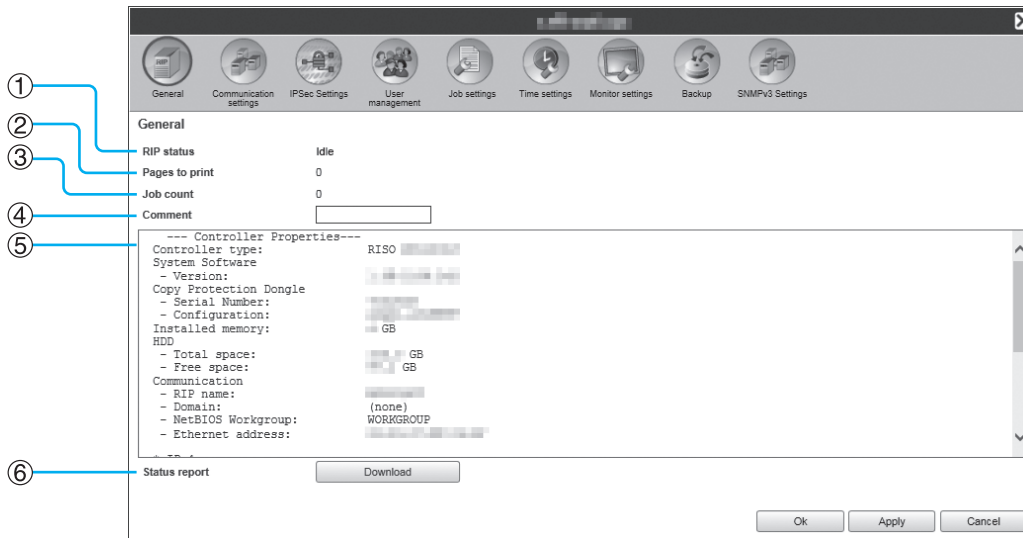 RIP
General
Communication settings
IPSec Settings
User management
Job settings
Time settings
Monitor settings
Backup
SNMPv3 Settings
General
① RIP status Idle
② Pages to print 0
③ Job count 0
④ Comment
⑤ --- Controller Properties---
Controller type: RISO
System Software
- Version:
Copy Protection Dongle
- Serial Number:
- Configuration:
Installed memory: GB
HDD
- Total space: GB
- Free space: GB
Communication
- RIP name:
- Domain: (none)
- NetBIOS Workgroup: WORKGROUP
- Ethernet address:
⑥ Status report Download
Ok Apply Cancel